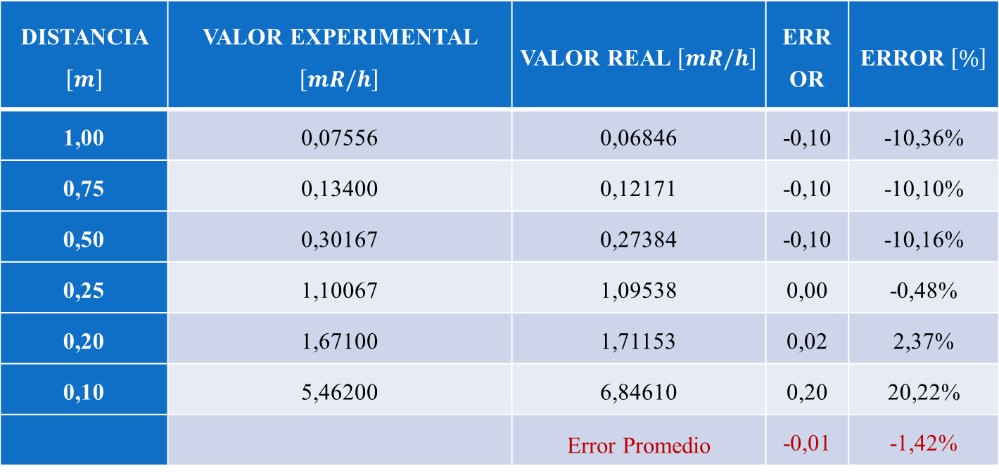 DISTANCIA [m] VALOR EXPERIMENTAL [mR/h] VALOR REAL [mR/h] ERR OR ERROR [%]
1,00 0,07556 0,06846 -0,10 -10,36%
0,75 0,13400 0,12171 -0,10 -10,10%
0,50 0,30167 0,27384 -0,10 -10,16%
0,25 1,10067 1,09538 0,00 -0,48%
0,20 1,67100 1,71153 0,02 2,37%
0,10 5,46200 6,84610 0,20 20,22%
Error Promedio -0,01 -1,42%